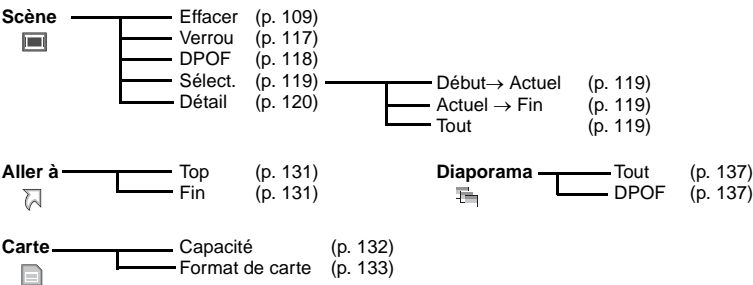 Scène Effacer (p. 109)
Verrou (p. 117)
DPOF (p. 118)
Sélect. (p. 119) Début→ Actuel (p. 119)
Détail (p. 120) Actuel → Fin (p. 119)
Tout (p. 119)
Aller à Top (p. 131) Diaporama Tout (p. 137)
Fin (p. 131) DPOF (p. 137)
Carte Capacité (p. 132)
Format de carte (p. 133)